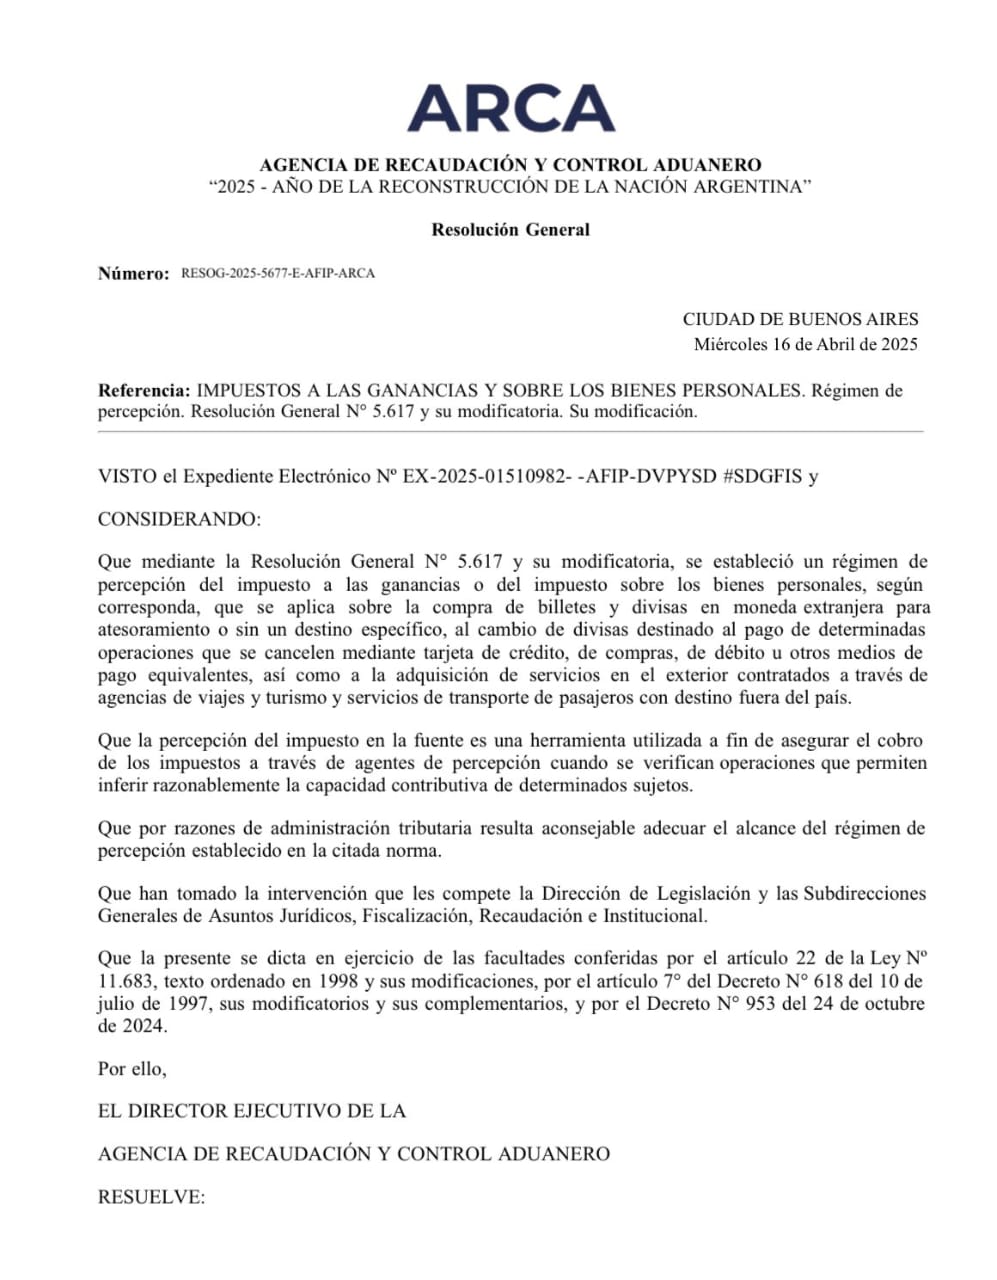 ARCA
AGENCIA DE RECAUDACIÓN Y CONTROL ADUANERO
“2025 - AÑO DE LA RECONSTRUCCIÓN DE LA NACIÓN ARGENTINA”
Resolución General
Número: RESOG-2025-5677-E-AFIP-ARCA
CIUDAD DE BUENOS AIRES
Miércoles 16 de Abril de 2025
Referencia: IMPUESTOS A LAS GANANCIAS Y SOBRE LOS BIENES PERSONALES. Régimen de
percepción. Resolución General N° 5.617 y su modificatoria. Su modificación.
VISTO el Expediente Electrónico Nº EX-2025-01510982- -AFIP-DVPYSD #SDGFIS y
CONSIDERANDO:
Que mediante la Resolución General N° 5.617 y su modificatoria, se estableció un régimen de
percepción del impuesto a las ganancias o del impuesto sobre los bienes personales, según
corresponda, que se aplica sobre la compra de billetes y divisas en moneda extranjera para
atesoramiento o sin un destino específico, al cambio de divisas destinado al pago de determinadas
operaciones que se cancelen mediante tarjeta de crédito, de compras, de débito u otros medios de
pago equivalentes, así como a la adquisición de servicios en el exterior contratados a través de
agencias de viajes y turismo y servicios de transporte de pasajeros con destino fuera del país.
Que la percepción del impuesto en la fuente es una herramienta utilizada a fin de asegurar el cobro
de los impuestos a través de agentes de percepción cuando se verifican operaciones que permiten
inferir razonablemente la capacidad contributiva de determinados sujetos.
Que por razones de administración tributaria resulta aconsejable adecuar el alcance del régimen de
percepción establecido en la citada norma.
Que han tomado la intervención que les compete la Dirección de Legislación y las Subdirecciones
Generales de Asuntos Jurídicos, Fiscalización, Recaudación e Institucional.
Que la presente se dicta en ejercicio de las facultades conferidas por el artículo 22 de la Ley Nº
11.683, texto ordenado en 1998 y sus modificaciones, por el artículo 7° del Decreto N° 618 del 10 de
julio de 1997, sus modificatorios y sus complementarios, y por el Decreto N° 953 del 24 de octubre
de 2024.
Por ello,
EL DIRECTOR EJECUTIVO DE LA
AGENCIA DE RECAUDACIÓN Y CONTROL ADUANERO
RESUELVE: